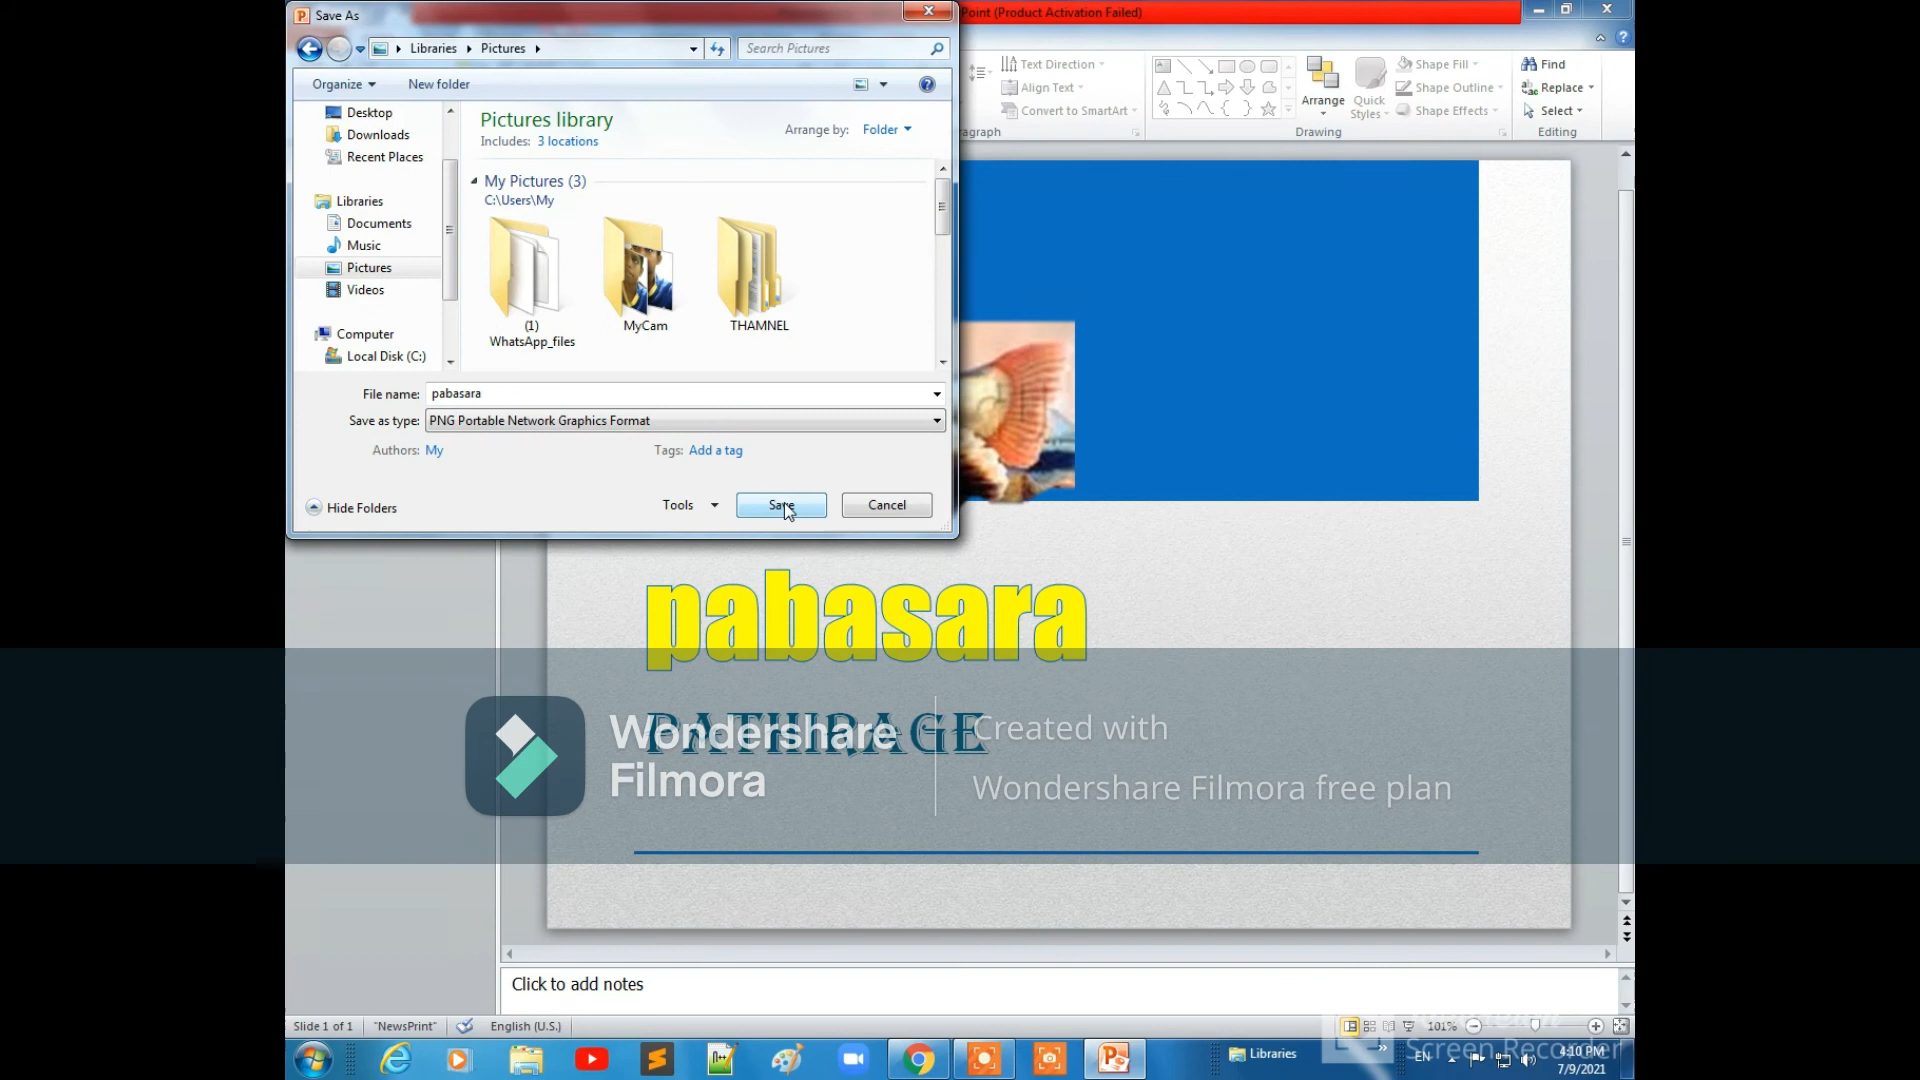 Save As
Point (Product Activation Failed)
Libraries
Pictures
Search Pictures
Organize
New folder
Desktop
Downloads
Recent Places
Libraries
Documents
Music
Pictures
Videos
Computer
Local Disk (C:)
Pictures library
Includes: 3 locations
Arrange by: Folder
My Pictures (3)
C:\Users\My
(1)
WhatsApp_files
MyCam
THAMNEL
File name: pabasara
Save as type: PNG Portable Network Graphics Format
Authors: My
Tags: Add a tag
Hide Folders
Tools
Save
Cancel
Text Direction
Align Text
Convert to SmartArt
agraph
Arrange
Quick
Styles
Shape Fill
Shape Outline
Shape Effects
Drawing
Find
Replace
Select
Editing
pabasara
PATHIRAGE
Wondershare
Filmora
Created with
Wondershare Filmora free plan
Click to add notes
Slide 1 of 1
"NewsPrint"
English (U.S.)
101%
Libraries
EN
Screen Recorder
4:10 PM
7/9/2021